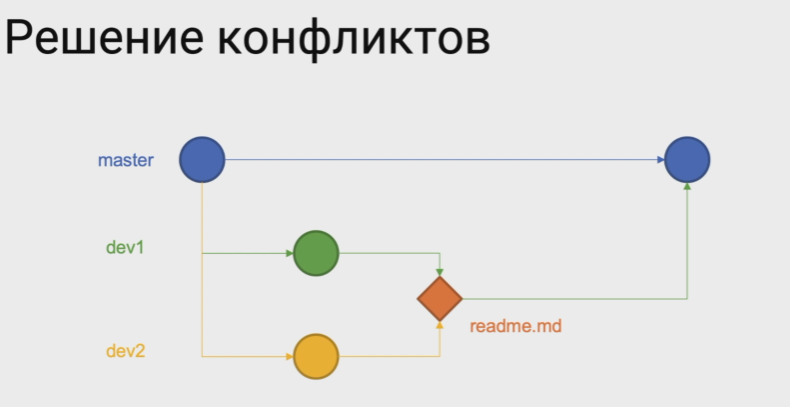 Решение конфликтов
master
dev1
readme.md
dev2